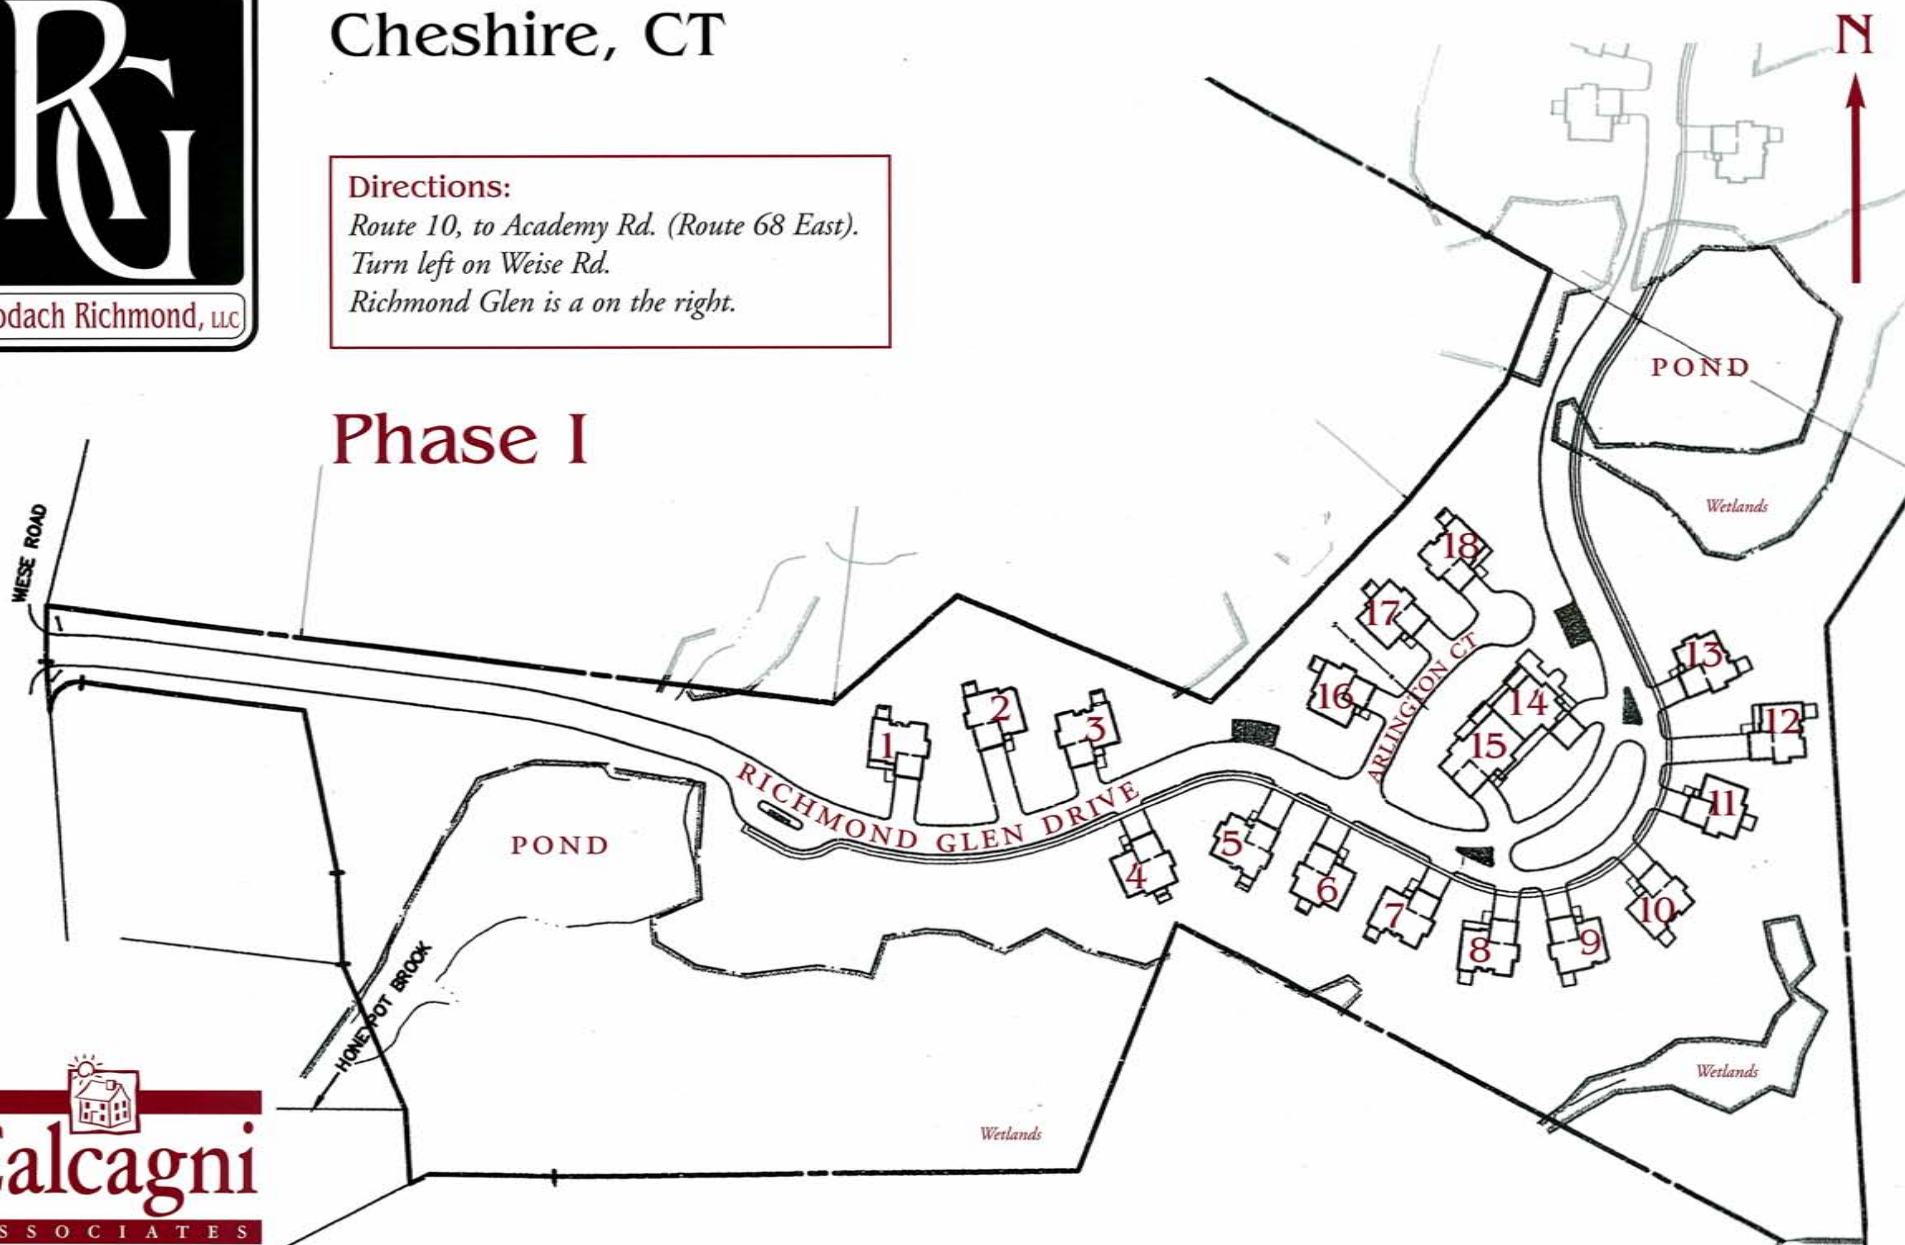 RG
Richmond, LLC
Cheshire, CT
N
Directions:
Route 10, to Academy Rd. (Route 68 East).
Turn left on Weise Rd.
Richmond Glen is a on the right.
Phase I
POND
Wetlands
WIESE ROAD
18
17
16
ARLINGTON CT
13
14
12
15
11
1
2
3
RICHMOND GLEN DRIVE
POND
4
5
6
7
8
9
10
HONEYPOT BROOK
Wetlands
Wetlands
alcagni
SSOCIATES